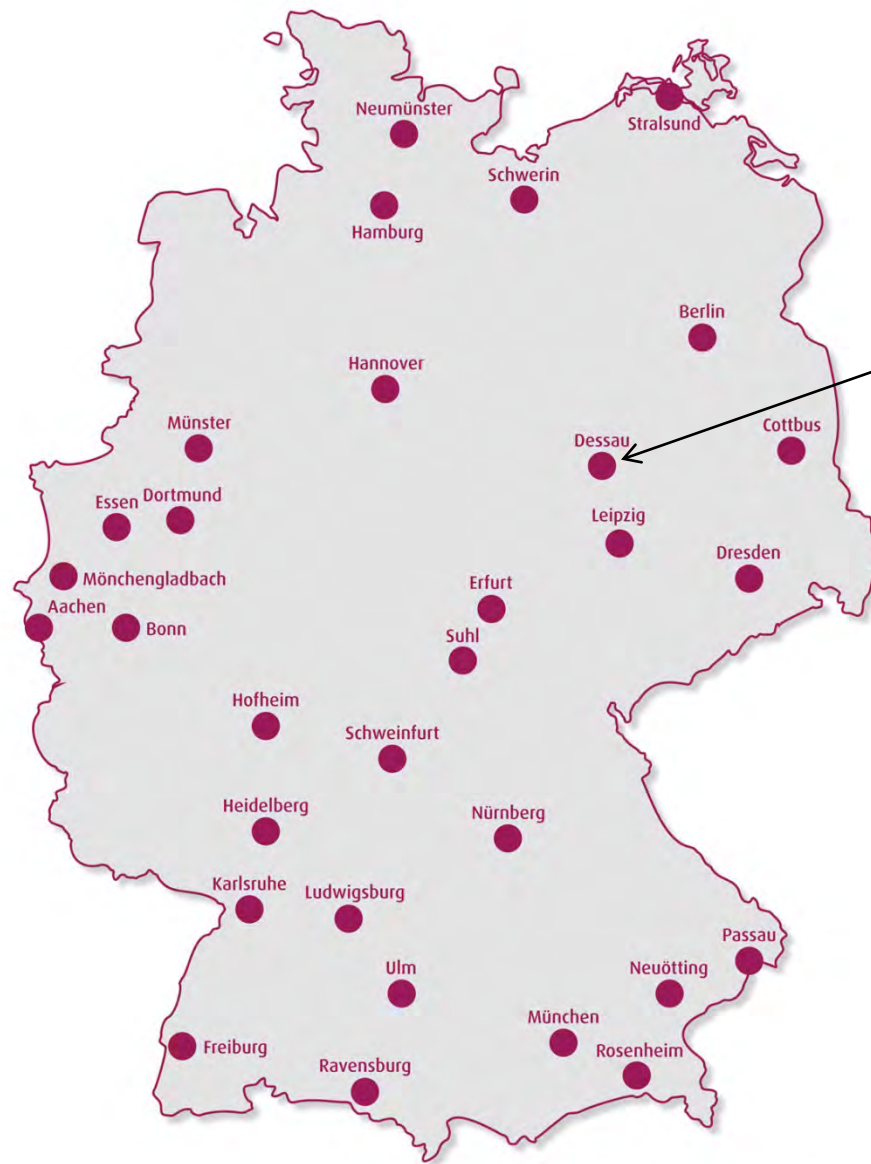 Neumünster
Stralsund
Schwerin
Hamburg
Berlin
Hannover
Münster
Dessau
Cottbus
Essen
Dortmund
Leipzig
Dresden
Mönchengladbach
Erfurt
Aachen
Bonn
Suhl
Hofheim
Schweinfurt
Heidelberg
Nürnberg
Karlsruhe
Ludwigsburg
Passau
Ulm
Neuötting
München
Freiburg
Rosenheim
Ravensburg